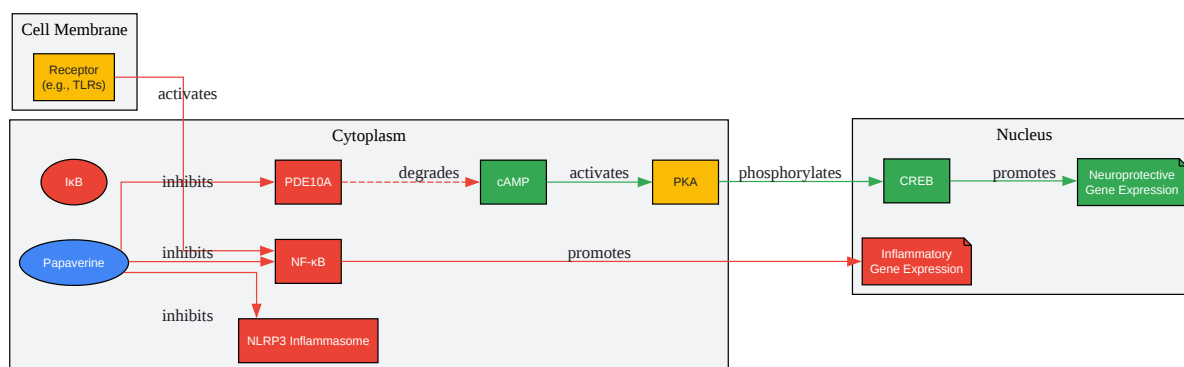 Cell Membrane
Receptor
(e.g., TLRs)
activates
Cytoplasm
Nucleus
IκB
inhibits
PDE10A
degrades
cAMP
activates
PKA
phosphorylates
CREB
promotes
Neuroprotective
Gene Expression
Papaverine
inhibits
NF-κB
promotes
Inflammatory
Gene Expression
inhibits
NLRP3 Inflammasome